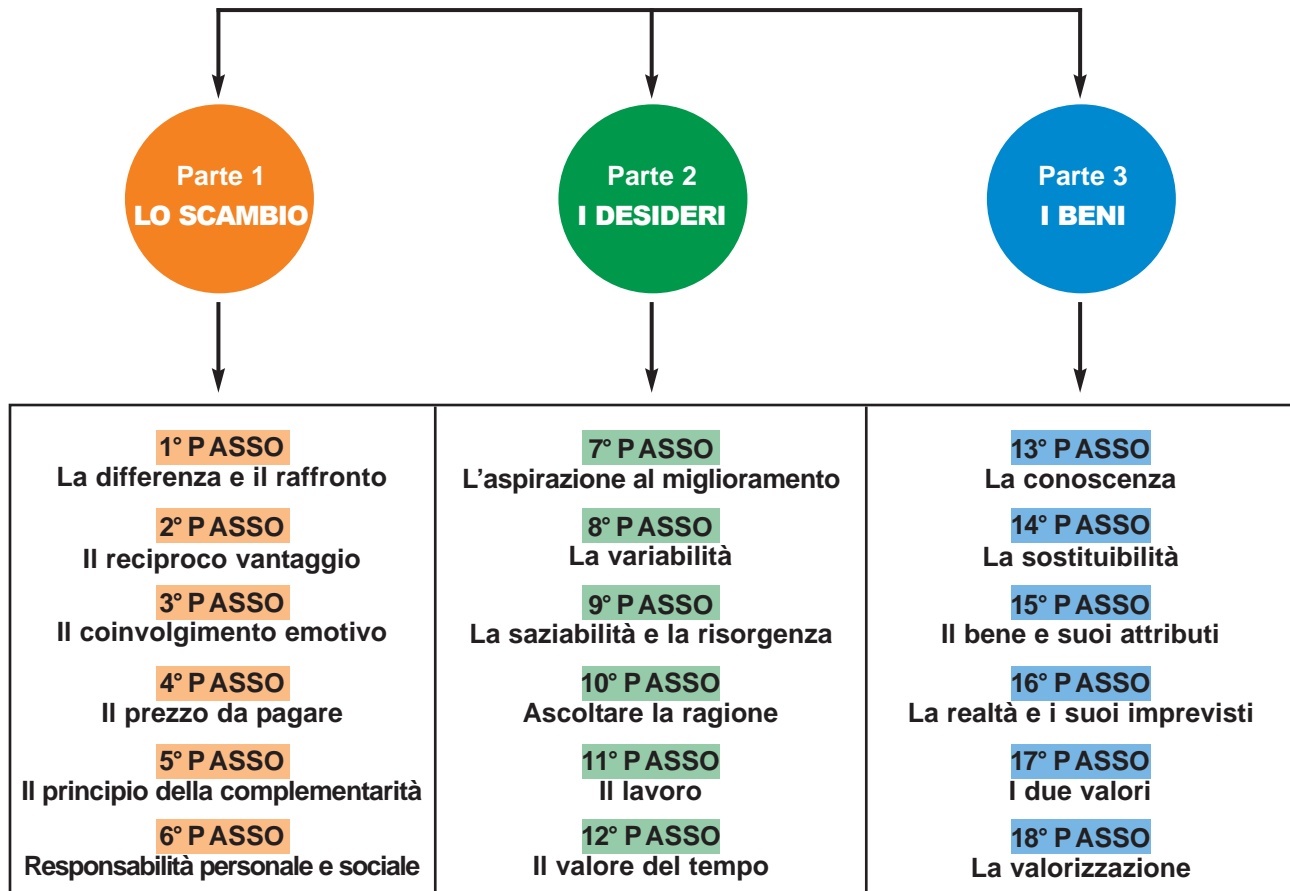 Parte 1
LO SCAMBIO
Parte 2
I DESIDERI
Parte 3
I BENI
1° PASSO
La differenza e il raffronto
2° PASSO
Il reciproco vantaggio
3° PASSO
Il coinvolgimento emotivo
4° PASSO
Il prezzo da pagare
5° PASSO
Il principio della complementarità
6° PASSO
Responsabilità personale e sociale
7° PASSO
L'aspirazione al miglioramento
8° PASSO
La variabilità
9° PASSO
La saziabilità e la risorgenza
10° PASSO
Ascoltare la ragione
11° PASSO
Il lavoro
12° PASSO
Il valore del tempo
13° PASSO
La conoscenza
14° PASSO
La sostituibilità
15° PASSO
Il bene e suoi attributi
16° PASSO
La realtà e i suoi imprevisti
17° PASSO
I due valori
18° PASSO
La valorizzazione